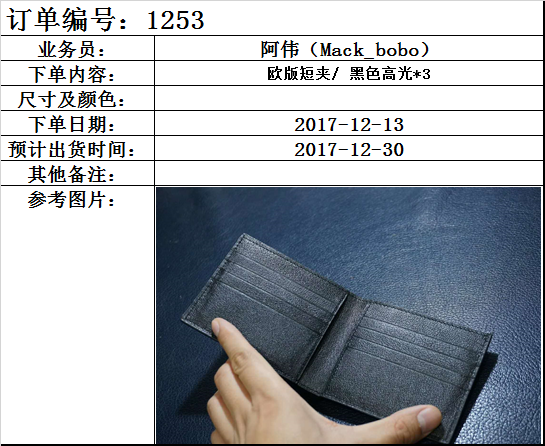 订单编号：1253
业务员： 阿伟（Mack_bobo）
下单内容： 欧版短夹/ 黑色高光*3
尺寸及颜色：
下单日期： 2017-12-13
预计出货时间： 2017-12-30
其他备注：
参考图片：